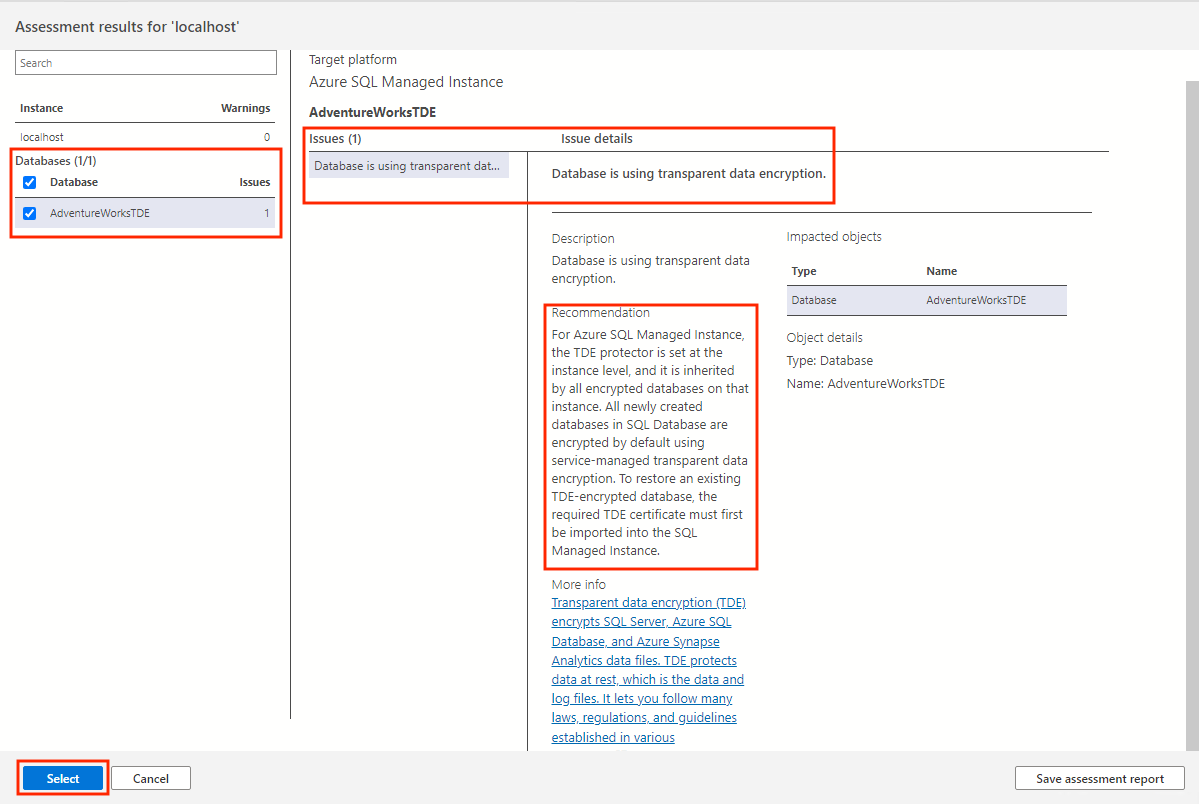 Assessment results for 'localhost'
Search
Instance Warnings
localhost 0
Databases (1/1)
Database Issues
AdventureWorksTDE 1
Target platform
Azure SQL Managed Instance
AdventureWorksTDE
Issues (1) Issue details
Database is using transparent dat...
Database is using transparent data encryption.
Description
Database is using transparent data
encryption.
Recommendation
For Azure SQL Managed Instance,
the TDE protector is set at the
instance level, and it is inherited
by all encrypted databases on that
instance. All newly created
databases in SQL Database are
encrypted by default using
service-managed transparent data
encryption. To restore an existing
TDE-encrypted database, the
required TDE certificate must first
be imported into the SQL
Managed Instance.
More info
Transparent data encryption (TDE)
encrypts SQL Server, Azure SQL
Database, and Azure Synapse
Analytics data files. TDE protects
data at rest, which is the data and
log files. It lets you follow many
laws, regulations, and guidelines
established in various
Impacted objects
Type Name
Database AdventureWorksTDE
Object details
Type: Database
Name: AdventureWorksTDE
Select Cancel Save assessment report